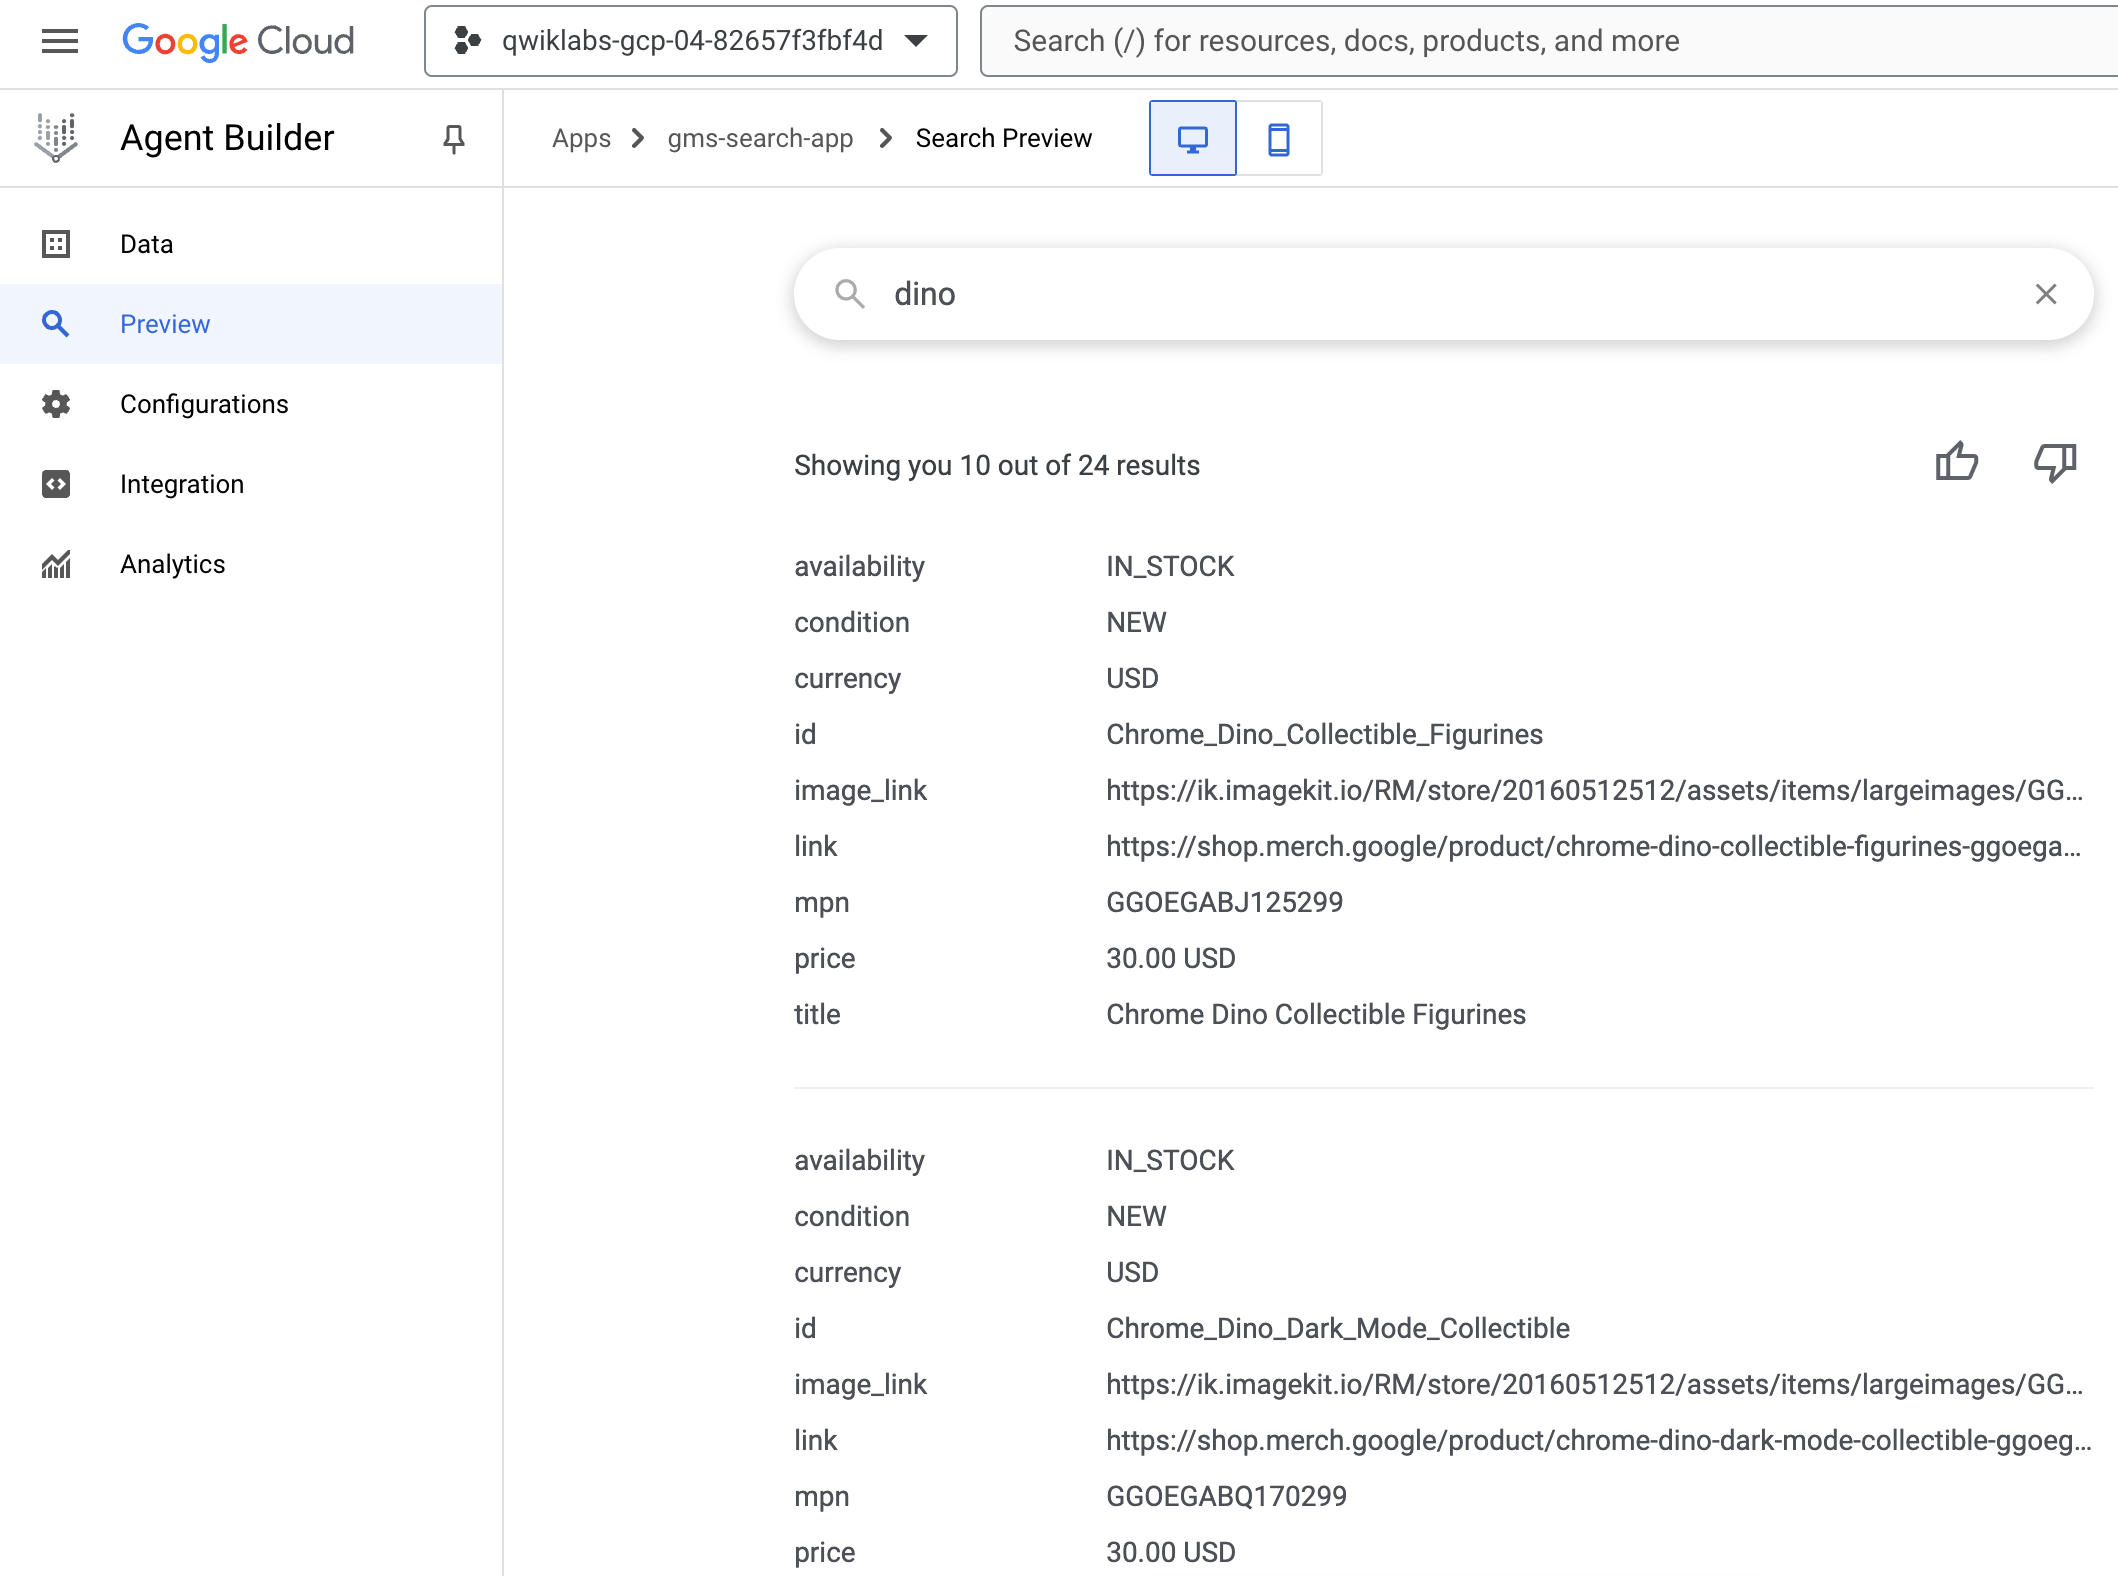 Google Cloud
qwiklabs-gcp-04-82657f3fbf4d
Search (/) for resources, docs, products, and more
Agent Builder
Apps gms-search-app Search Preview
Data
Preview
Configurations
Integration
Analytics
dino
Showing you 10 out of 24 results
availability IN_STOCK
condition NEW
currency USD
id Chrome_Dino_Collectible_Figurines
image_link https://ik.imagekit.io/RM/store/20160512512/assets/items/largeimages/GG...
link https://shop.merch.google/product/chrome-dino-collectible-figurines-ggoega...
mpn GGOEGABJ125299
price 30.00 USD
title Chrome Dino Collectible Figurines
availability IN_STOCK
condition NEW
currency USD
id Chrome_Dino_Dark_Mode_Collectible
image_link https://ik.imagekit.io/RM/store/20160512512/assets/items/largeimages/GG...
link https://shop.merch.google/product/chrome-dino-dark-mode-collectible-ggoeg...
mpn GGOEGABQ170299
price 30.00 USD